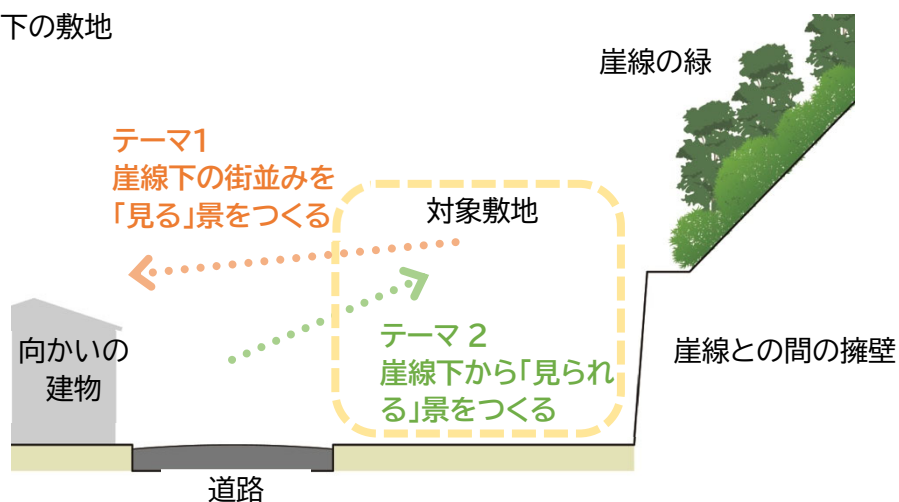 下の敷地
崖線の緑
テーマ1
崖線下の街並みを
「見る」景をつくる
対象敷地
向かいの
建物
テーマ 2
崖線下から「見られ
る」景をつくる
崖線との間の擁壁
道路